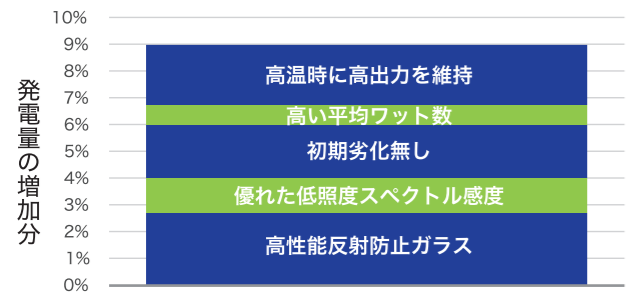 10%
9%
8%
7%
6%
5%
4%
3%
2%
1%
0%
発電量の増加分
高温時に高出力を維持
高い平均ワット数
初期劣化無し
優れた低照度スペクトル感度
高性能反射防止ガラス